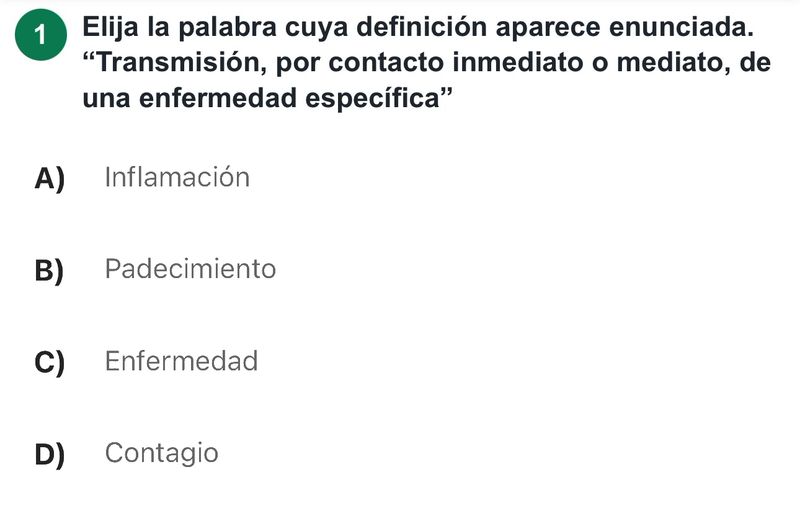 1 Elija la palabra cuya definición aparece enunciada.
“Transmisión, por contacto inmediato o mediato, de
una enfermedad específica”
A) Inflamación
B) Padecimiento
C) Enfermedad
D) Contagio